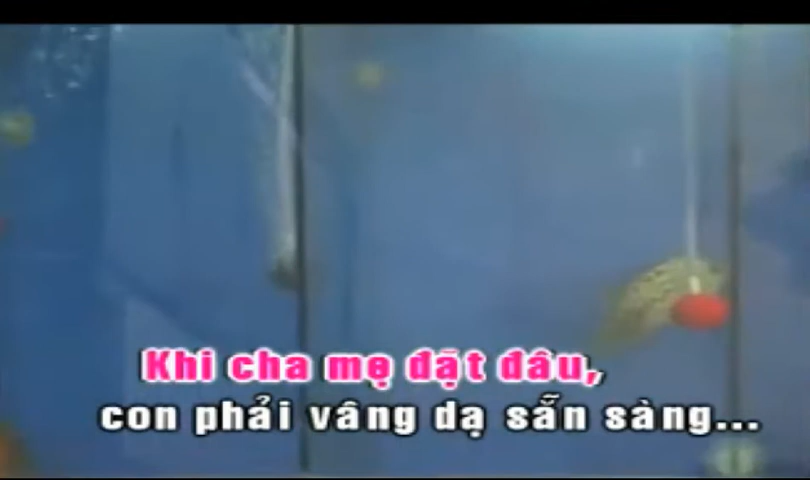 Khi cha mẹ đặt đâu,
con phải vâng dạ sẵn sàng...